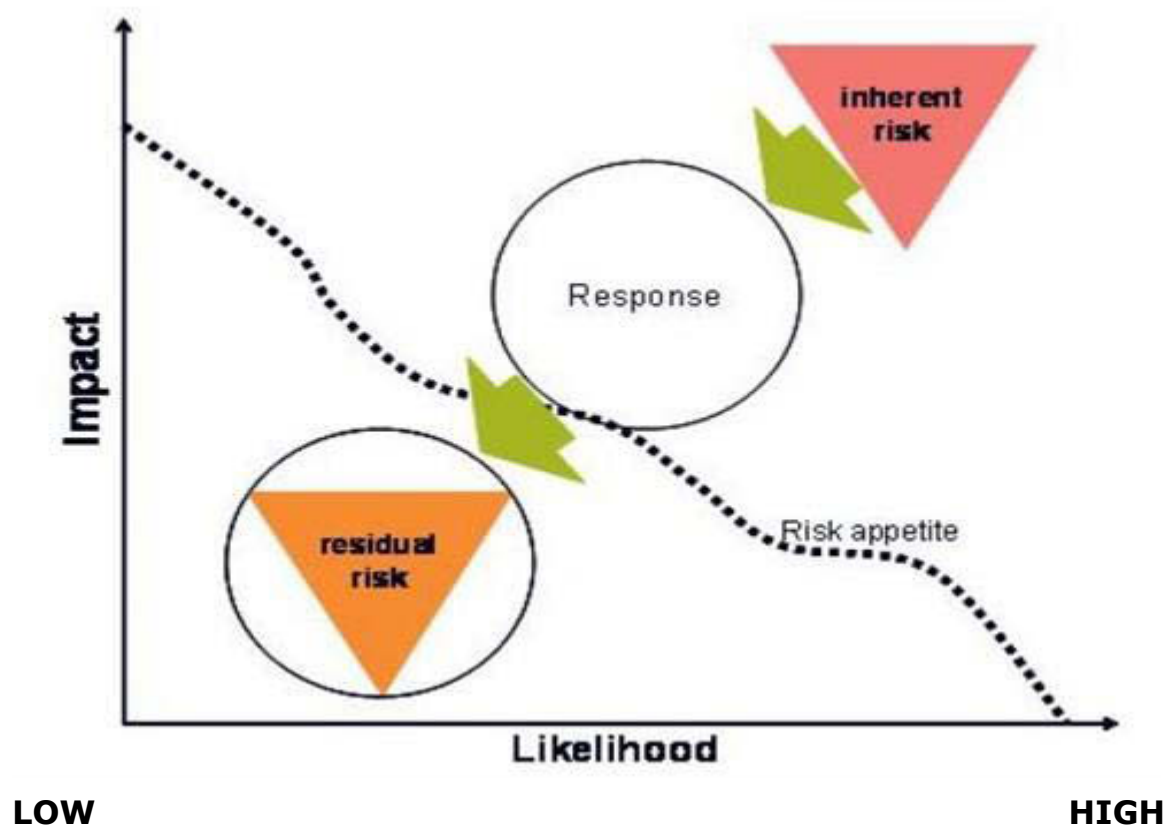 inherent
risk
Response
Impact
Risk appetite
residual
risk
Likelihood
LOW HIGH